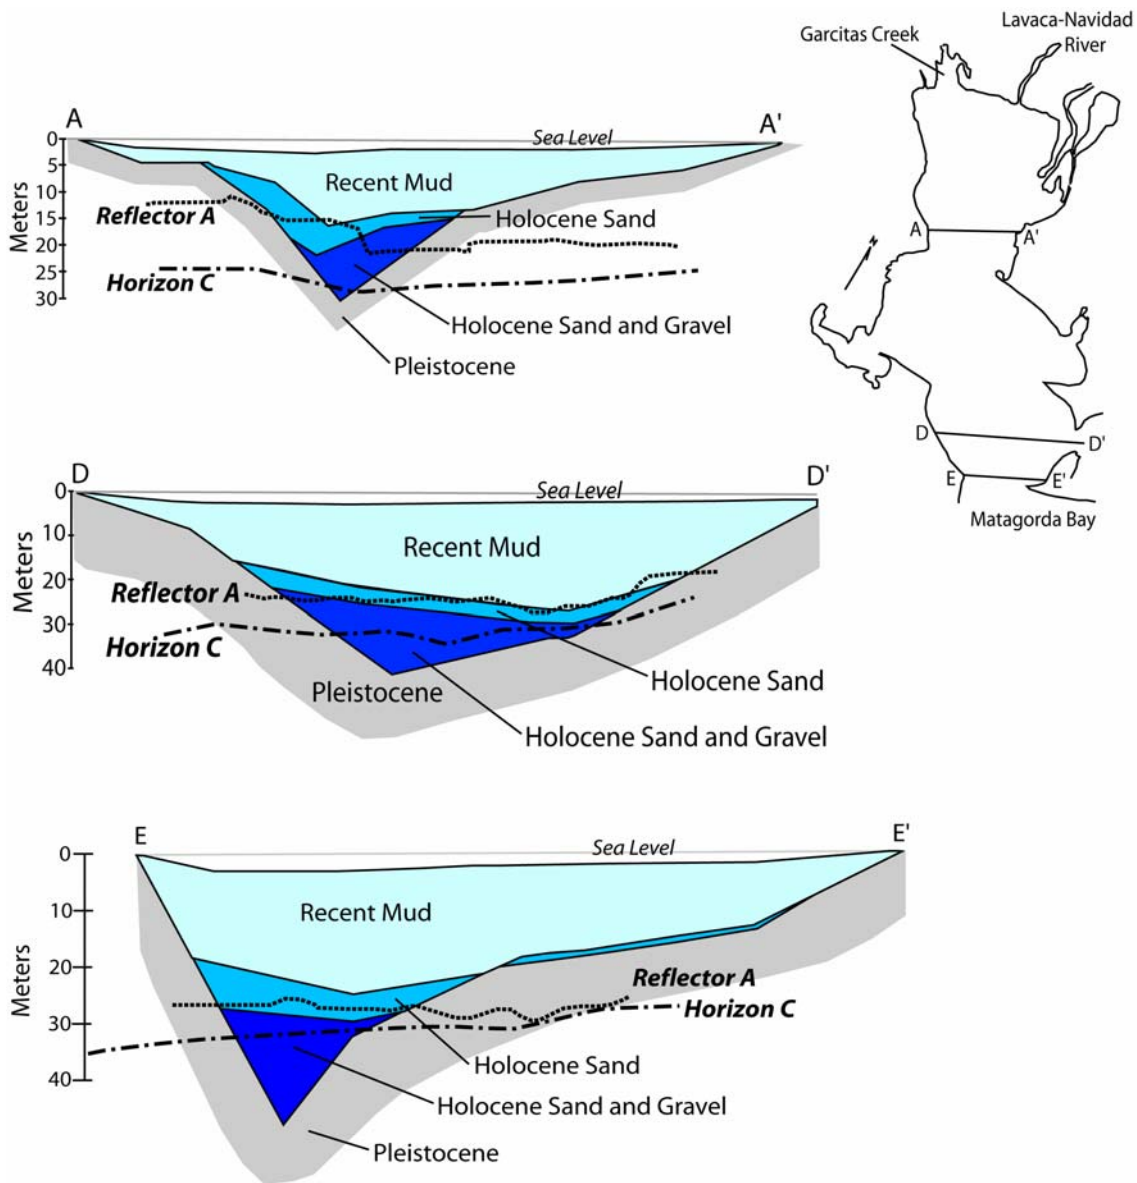 Garcitas Creek
Lavaca-Navidad
River
A
A'
D
D'
E
E'
Matagorda Bay
N
A
A'
Sea Level
0
5
10
15
20
25
30
Meters
Recent Mud
Reflector A
Holocene Sand
Horizon C
Holocene Sand and Gravel
Pleistocene
D
D'
Sea Level
0
10
20
30
40
Meters
Recent Mud
Reflector A
Horizon C
Holocene Sand
Pleistocene
Holocene Sand and Gravel
E
E'
Sea Level
0
10
20
30
40
Meters
Recent Mud
Reflector A
Horizon C
Holocene Sand
Holocene Sand and Gravel
Pleistocene